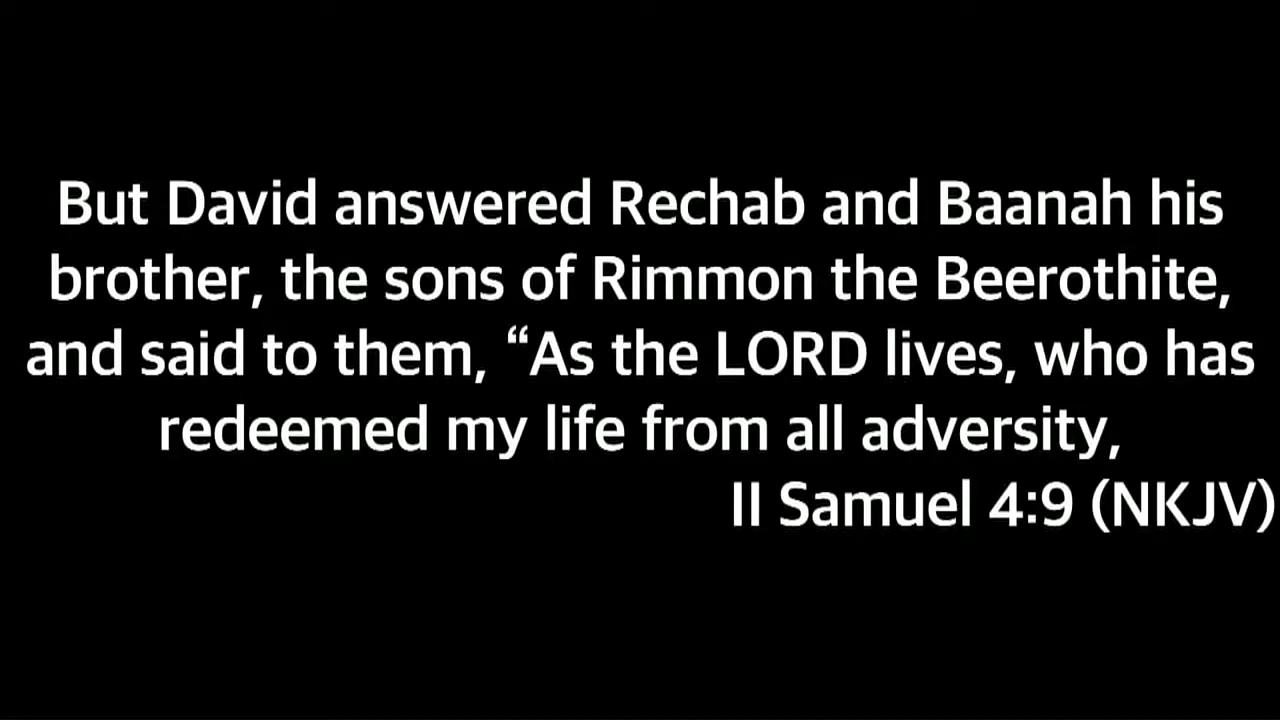 But David answered Rechab and Baanah his
brother, the sons of Rimmon the Beerothite,
and said to them, “As the LORD lives, who has
redeemed my life from all adversity,
II Samuel 4:9 (NKJV)